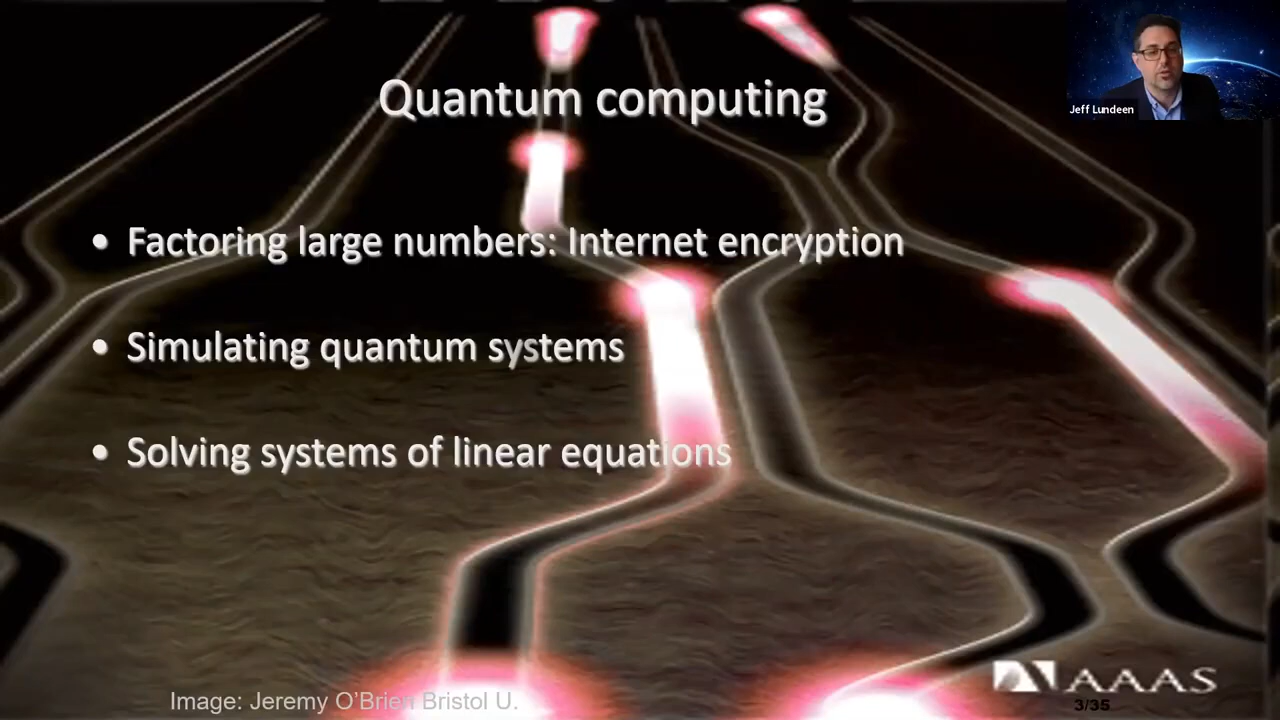 Jeff Lundeen
Quantum computing
• Factoring large numbers: Internet encryption
• Simulating quantum systems
• Solving systems of linear equations
AAAS
Image: Jeremy O’Brien Bristol U.
3/35